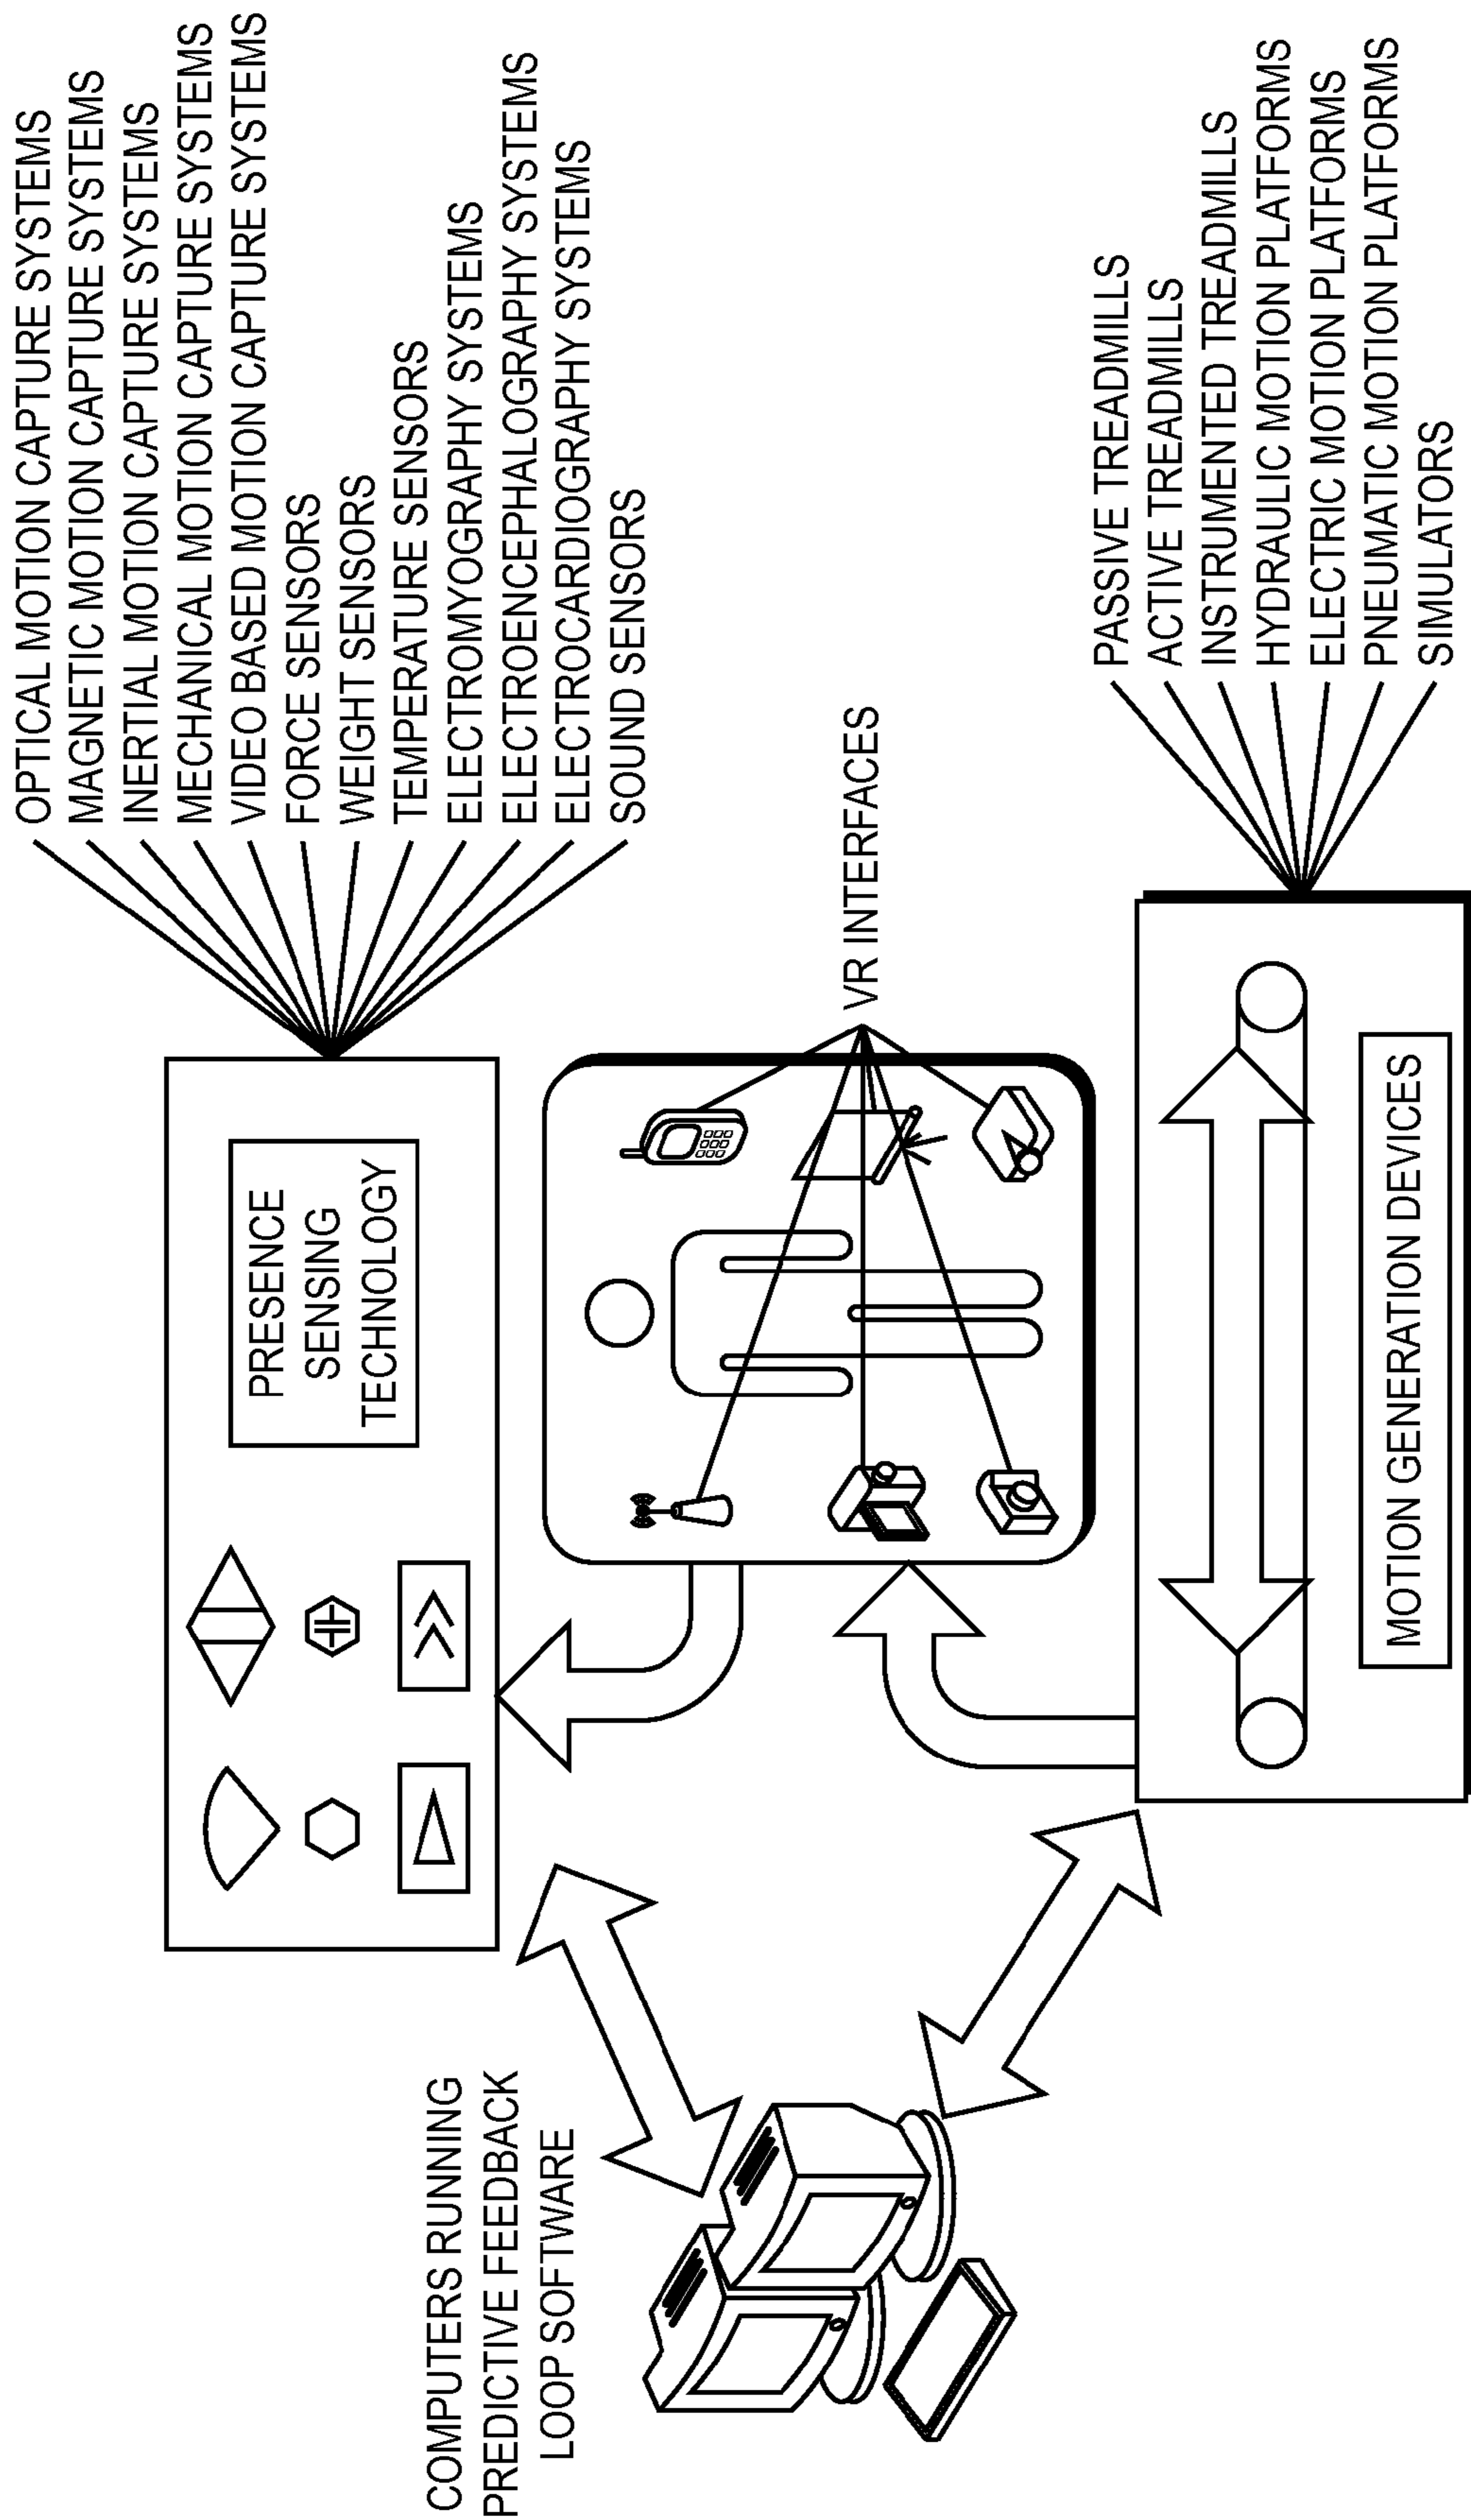 OPTICAL MOTION CAPTURE SYSTEMS
MAGNETIC MOTION CAPTURE SYSTEMS
INERTIAL MOTION CAPTURE SYSTEMS
MECHANICAL MOTION CAPTURE SYSTEMS
VIDEO BASED MOTION CAPTURE SYSTEMS
FORCE SENSORS
WEIGHT SENSORS
TEMPERATURE SENSORS
ELECTROMYOGRAPHY SYSTEMS
ELECTROENCEPHALOGRAPHY SYSTEMS
ELECTROCARDIOGRAPHY SYSTEMS
SOUND SENSORS
PRESENCE
SENSING
TECHNOLOGY
COMPUTERS RUNNING
PREDICTIVE FEEDBACK
LOOP SOFTWARE
VR INTERFACES
PASSIVE TREADMILLS
ACTIVE TREADMILLS
INSTRUMENTED TREADMILLS
HYDRAULIC MOTION PLATFORMS
ELECTRIC MOTION PLATFORMS
PNEUMATIC MOTION PLATFORMS
SIMULATORS
MOTION GENERATION DEVICES